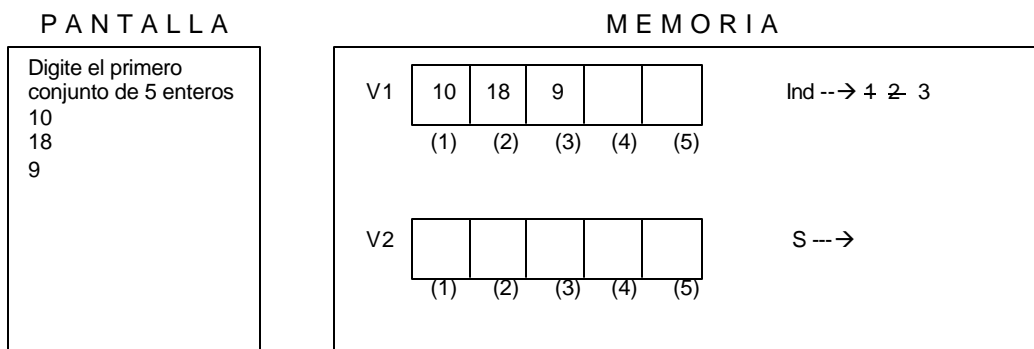 P A N T A L L A
M E M O R I A
Digite el primero
conjunto de 5 enteros
10
18
9
V1 10 18 9 Ind --→ 1 2 3
(1) (2) (3) (4) (5)
V2 S ---→
(1) (2) (3) (4) (5)